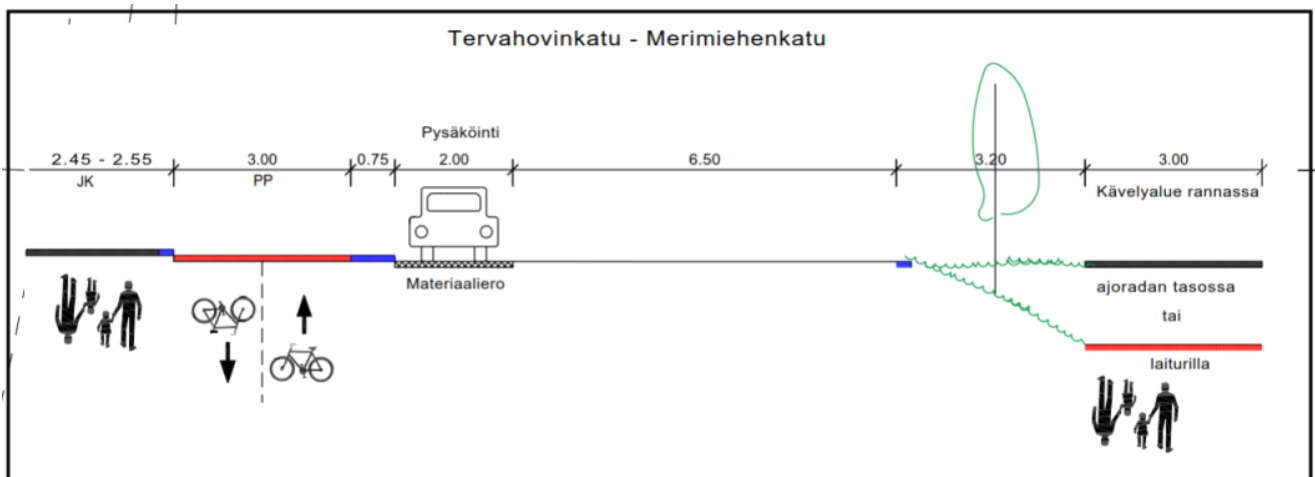 Tervahovinkatu - Merimiehenkatu
Pysäköinti
2.45 - 2.55 3.00 0.75 2.00 6.50 3.20 3.00
JK PP
Kävelyalue rannassa
Materiaaliero
ajoradan tasossa
tai
laiturilla